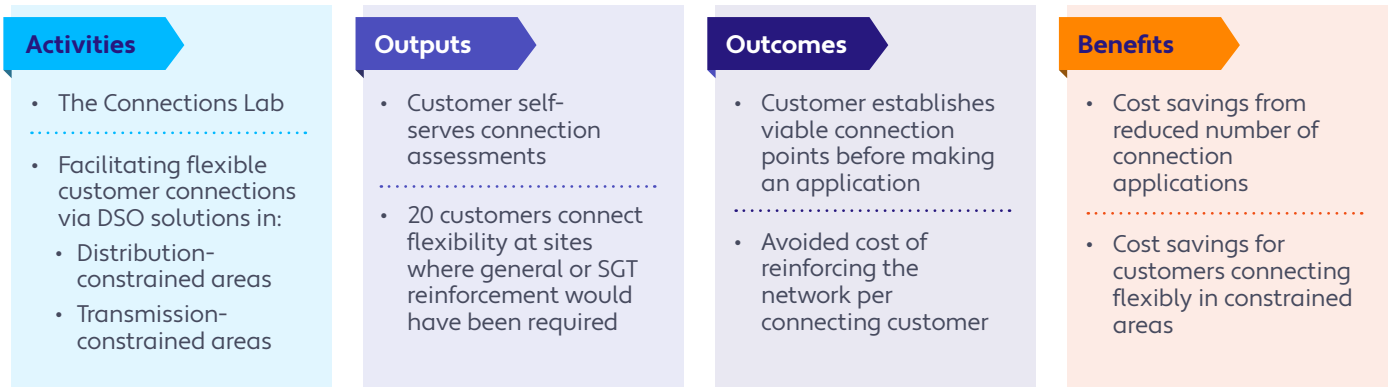 Activities
• The Connections Lab
• Facilitating flexible
customer connections
via DSO solutions in:
• Distribution-
constrained areas
• Transmission-
constrained areas
Outputs
• Customer self-
serves connection
assessments
• 20 customers connect
flexibility at sites
where general or SGT
reinforcement would
have been required
Outcomes
• Customer establishes
viable connection
points before making
an application
• Avoided cost of
reinforcing the
network per
connecting customer
Benefits
• Cost savings from
reduced number of
connection
applications
• Cost savings for
customers connecting
flexibly in constrained
areas